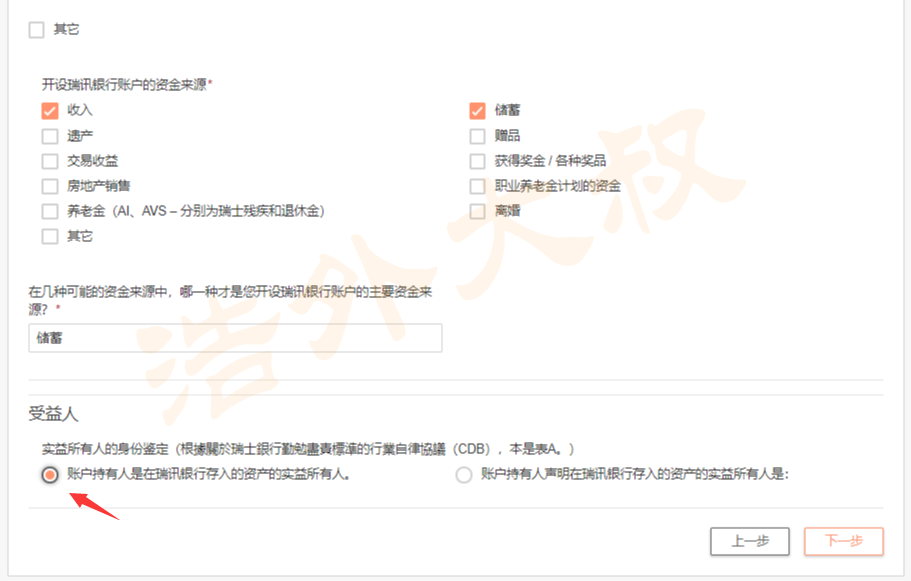 其它
开设瑞讯银行账户的资金来源*
收入
储蓄
遗产
赠品
交易收益
获得奖金 / 各种奖品
房地产销售
职业养老金计划的资金
养老金（AI、AVS – 分别为瑞士残疾和退休金）
离婚
其它
在几种可能的资金来源中，哪一种才是您开设瑞讯银行账户的主要资金来
源？ *
储蓄
受益人
实益所有人的身份鉴定（根據關於瑞士銀行勤勉盡責標準的行業自律協議（CDB），本是表A。）
账户持有人是在瑞讯银行存入的资产的实益所有人。
账户持有人声明在瑞讯银行存入的资产的实益所有人是:
上一步
下一步
浩外大叔